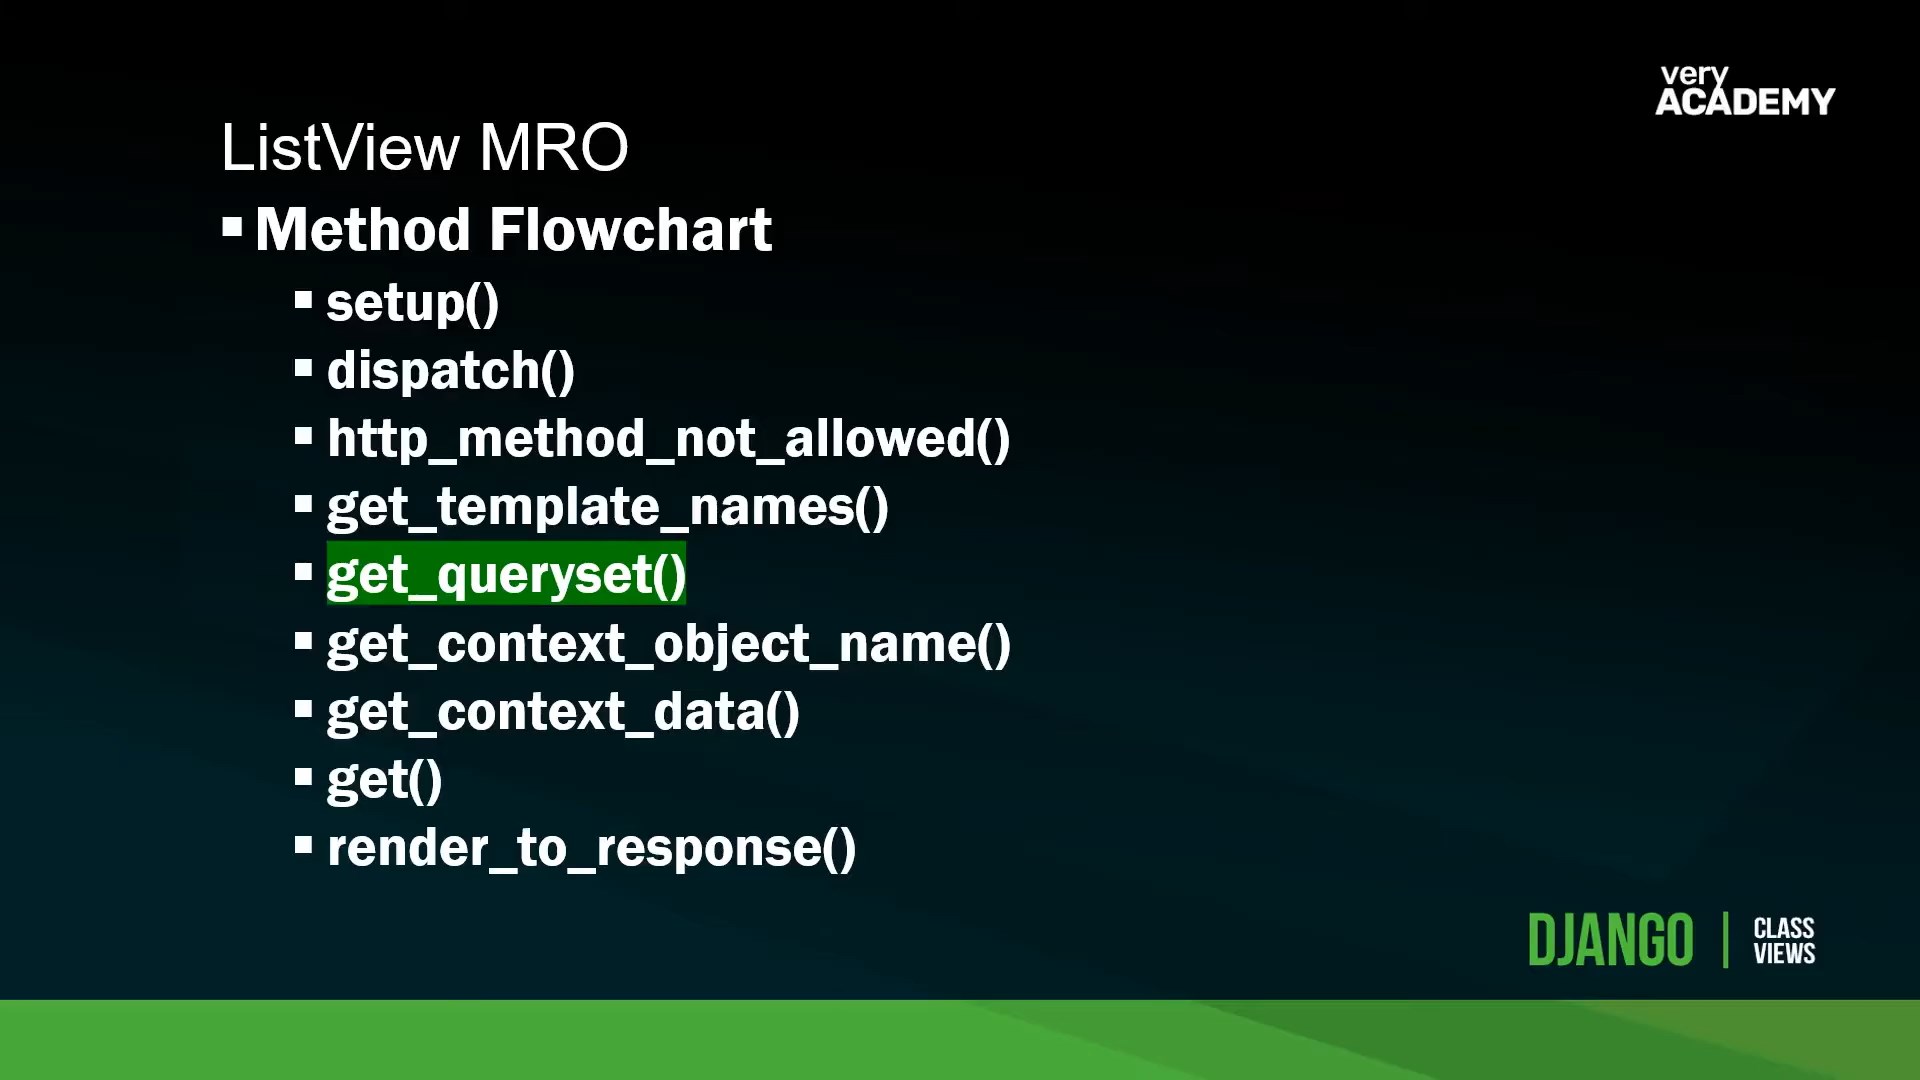 very
ACADEMY
ListView MRO
▪ Method Flowchart
▪ setup()
▪ dispatch()
▪ http_method_not_allowed()
▪ get_template_names()
▪ get_queryset()
▪ get_context_object_name()
▪ get_context_data()
▪ get()
▪ render_to_response()
DJANGO | CLASS
VIEWS